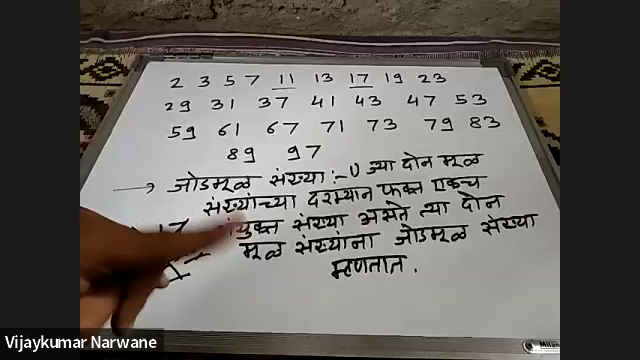 2 3 5 7 11 13 17 19 23
29 31 37 41 43 47 53
59 61 67 71 73 79 83
89 97
→ जोडमूळ संख्या :- ज्या दोन मूळ
संख्यांच्या दरम्यान फक्त एकच
संयुक्त संख्या असते त्या दोन
मूळ संख्यांना जोडमूळ संख्या
म्हणतात.
Vijaykumar Narwane